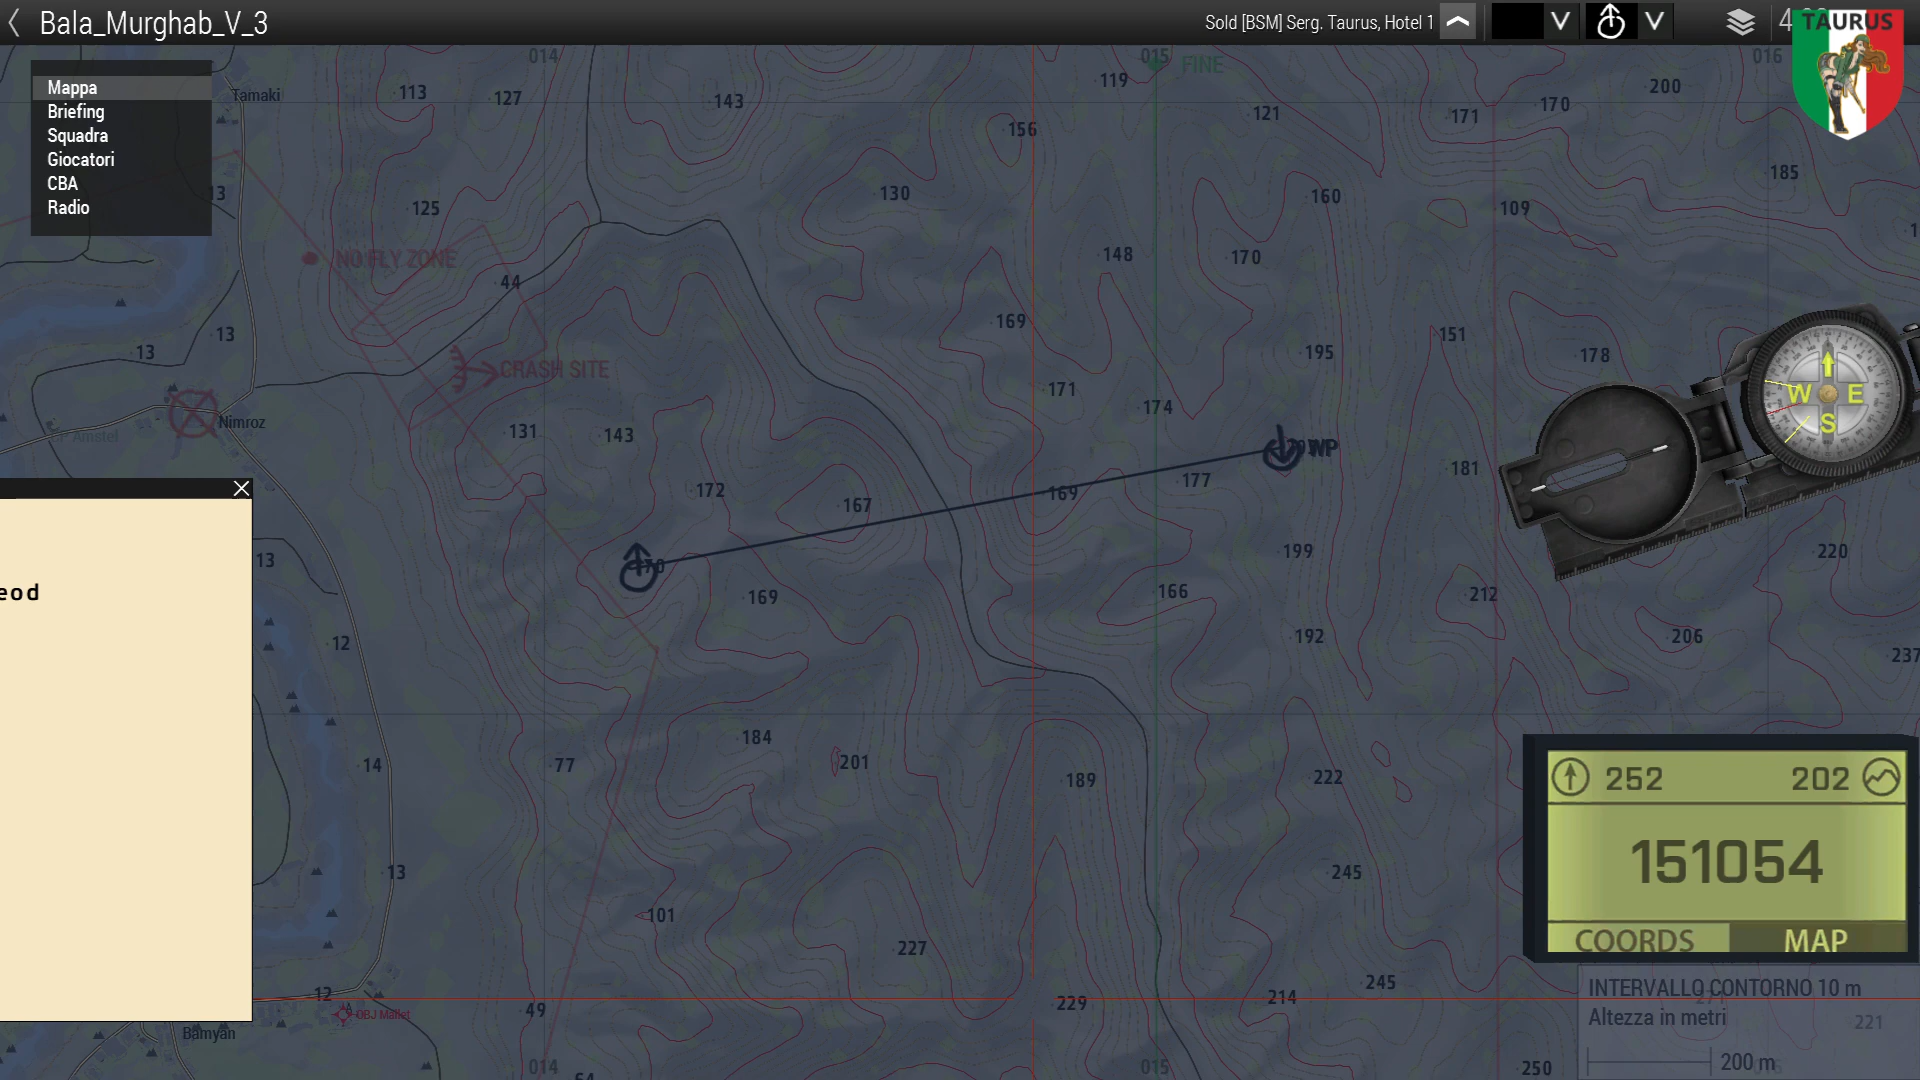 Bala_Murghab_V_3
Sold [BSM] Serg. Taurus, Hotel 1
TAURUS
Mappa
Briefing
Squadra
Giocatori
CBA
Radio
014
015
FINE
016
Tamaki
113
127
143
119
121
200
170
171
156
185
13
130
160
125
109
148
170
NO FLY ZONE
44
169
13
195
151
13
178
CRASH SITE
171
174
W E
S
Nimroz
131
143
WP
181
177
172
169
167
199
220
13
eod
169
166
212
12
192
206
237
184
201
77
14
189
222
252
202
151054
COORDS
MAP
13
245
101
227
245
12
49
229
214
INTERVALLO CONTORNO 10 m
OBJ Mallet
Altezza in metri
221
Bamyan
014
015
250
200 m